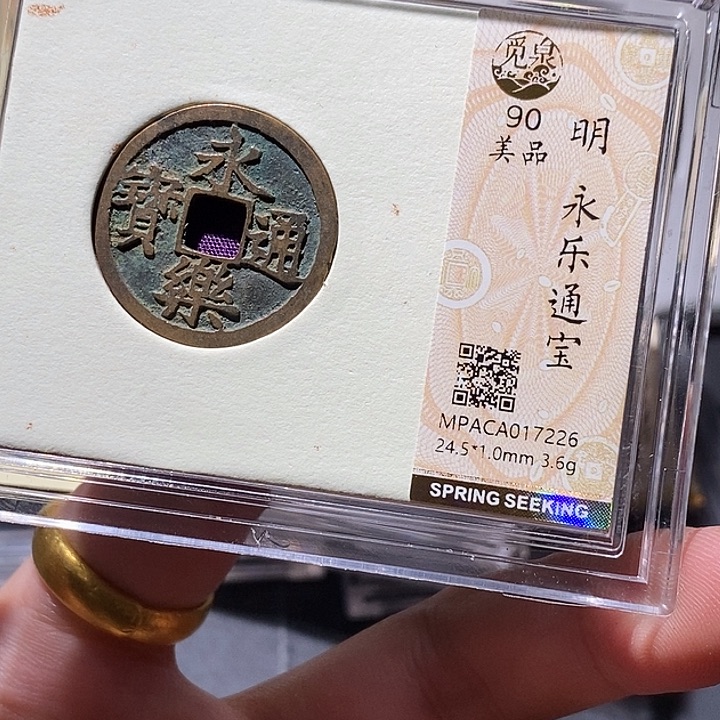 永樂通寶
觅泉
90
美品
明 永乐通宝
MPACA017226
24.5*1.0mm 3.6g
SPRING SEEKING